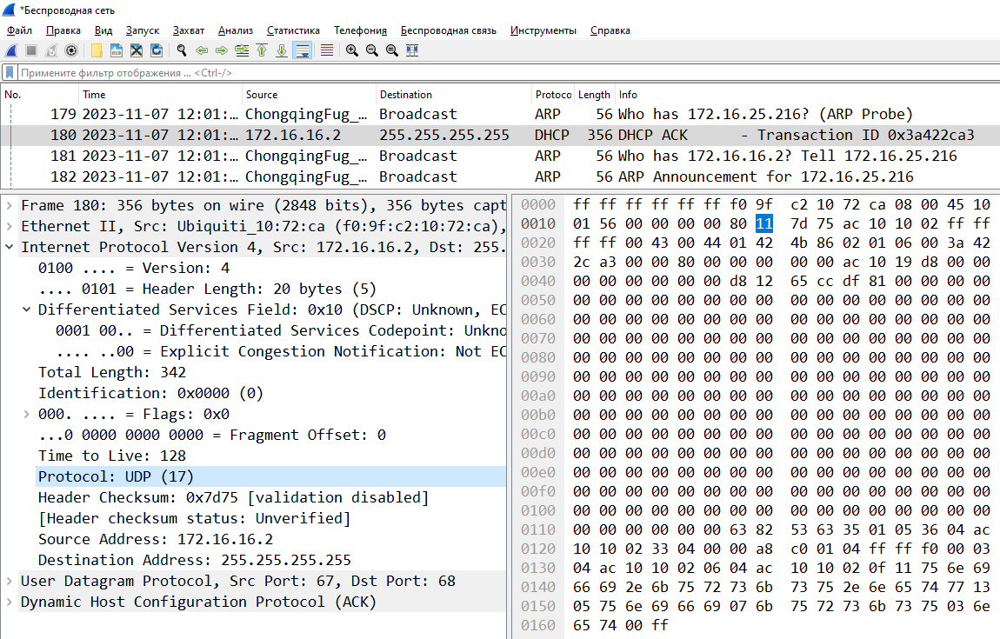 *Беспроводная сеть
Файл Правка Вид Запуск Захват Анализ Статистика Телефония Беспроводная связь Инструменты Справка
Примените фильтр отображения … <Ctrl-/>
No. Time Source Destination Protoco Length Info
179 2023-11-07 12:01:… ChongqingFug_… Broadcast ARP 56 Who has 172.16.25.216? (ARP Probe)
180 2023-11-07 12:01:… 172.16.16.2 255.255.255.255 DHCP 356 DHCP ACK - Transaction ID 0x3a422ca3
181 2023-11-07 12:01:… ChongqingFug_… Broadcast ARP 56 Who has 172.16.16.2? Tell 172.16.25.216
182 2023-11-07 12:01:… ChongqingFug_… Broadcast ARP 56 ARP Announcement for 172.16.25.216
Frame 180: 356 bytes on wire (2848 bits), 356 bytes capt
Ethernet II, Src: Ubiquiti_10:72:ca (f0:9f:c2:10:72:ca),
Internet Protocol Version 4, Src: 172.16.16.2, Dst: 255.
0100 .... = Version: 4
.... 0101 = Header Length: 20 bytes (5)
Differentiated Services Field: 0x10 (DSCP: Unknown, EC
0001 00.. = Differentiated Services Codepoint: Unkno
.... ..00 = Explicit Congestion Notification: Not EC
Total Length: 342
Identification: 0x0000 (0)
000. .... = Flags: 0x0
...0 0000 0000 0000 = Fragment Offset: 0
Time to Live: 128
Protocol: UDP (17)
Header Checksum: 0x7d75 [validation disabled]
[Header checksum status: Unverified]
Source Address: 172.16.16.2
Destination Address: 255.255.255.255
User Datagram Protocol, Src Port: 67, Dst Port: 68
Dynamic Host Configuration Protocol (ACK)
0000 ff ff ff ff ff ff f0 9f c2 10 72 ca 08 00 45 10
0010 01 56 00 00 00 00 80 11 7d 75 ac 10 10 02 ff ff
0020 ff ff 00 43 00 44 01 42 4b 86 02 01 06 00 3a 42
0030 2c a3 00 00 80 00 00 00 00 00 ac 10 19 d8 00 00
0040 00 00 00 00 00 00 d8 12 65 cc df 81 00 00 00 00
0050 00 00 00 00 00 00 00 00 00 00 00 00 00 00 00 00
0060 00 00 00 00 00 00 00 00 00 00 00 00 00 00 00 00
0070 00 00 00 00 00 00 00 00 00 00 00 00 00 00 00 00
0080 00 00 00 00 00 00 00 00 00 00 00 00 00 00 00 00
0090 00 00 00 00 00 00 00 00 00 00 00 00 00 00 00 00
00a0 00 00 00 00 00 00 00 00 00 00 00 00 00 00 00 00
00b0 00 00 00 00 00 00 00 00 00 00 00 00 00 00 00 00
00c0 00 00 00 00 00 00 00 00 00 00 00 00 00 00 00 00
00d0 00 00 00 00 00 00 00 00 00 00 00 00 00 00 00 00
00e0 00 00 00 00 00 00 00 00 00 00 00 00 00 00 00 00
00f0 00 00 00 00 00 00 00 00 00 00 00 00 00 00 00 00
0100 00 00 00 00 00 00 00 00 00 00 00 00 00 00 00 00
0110 00 00 00 00 00 00 63 82 53 63 35 01 05 36 04 ac
0120 10 10 02 33 04 00 00 a8 c0 01 04 ff ff f0 00 03
0130 04 ac 10 10 02 06 04 ac 10 10 02 0f 11 75 6e 69
0140 66 69 2e 6b 75 72 73 6b 73 75 2e 6e 65 74 77 13
0150 05 75 6e 69 66 69 07 6b 75 72 73 6b 73 75 03 6e
0160 65 74 00 ff